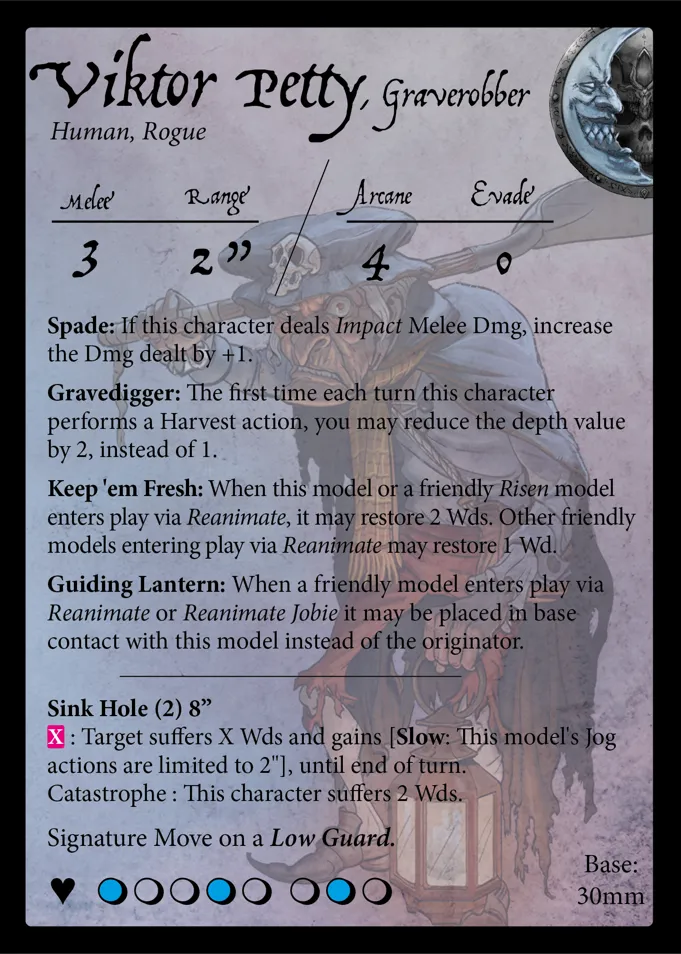 Viktor Petty, Graverobber
Human, Rogue
Melee Range Arcane Evade
3 2” 4 0
Spade: If this character deals Impact Melee Dmg, increase
the Dmg dealt by +1.
Gravedigger: The first time each turn this character
performs a Harvest action, you may reduce the depth value
by 2, instead of 1.
Keep 'em Fresh: When this model or a friendly Risen model
enters play via Reanimate, it may restore 2 Wds. Other friendly
models entering play via Reanimate may restore 1 Wd.
Guiding Lantern: When a friendly model enters play via
Reanimate or Reanimate Jobie it may be placed in base
contact with this model instead of the originator.
Sink Hole (2) 8”
X : Target suffers X Wds and gains [Slow: This model's Jog
actions are limited to 2"], until end of turn.
Catastrophe : This character suffers 2 Wds.
Signature Move on a Low Guard.
Base:
30mm